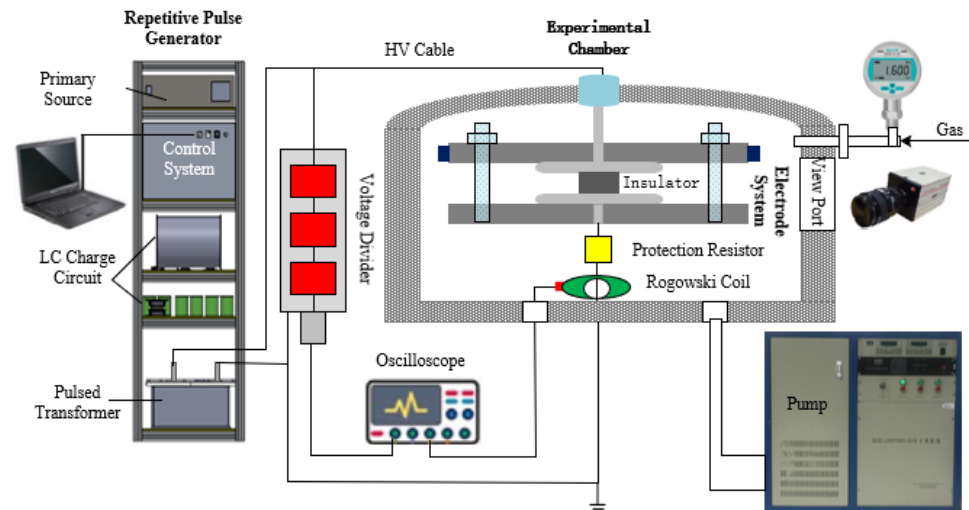 Repetitive Pulse
Generator
Primary
Source
Control
System
LC Charge
Circuit
Pulsed
Transformer
HV Cable
Voltage Divider
Oscilloscope
Experimental
Chamber
Insulator
Electrode
System
Protection Resistor
Rogowski Coil
View Port
1.600
Gas
Pump